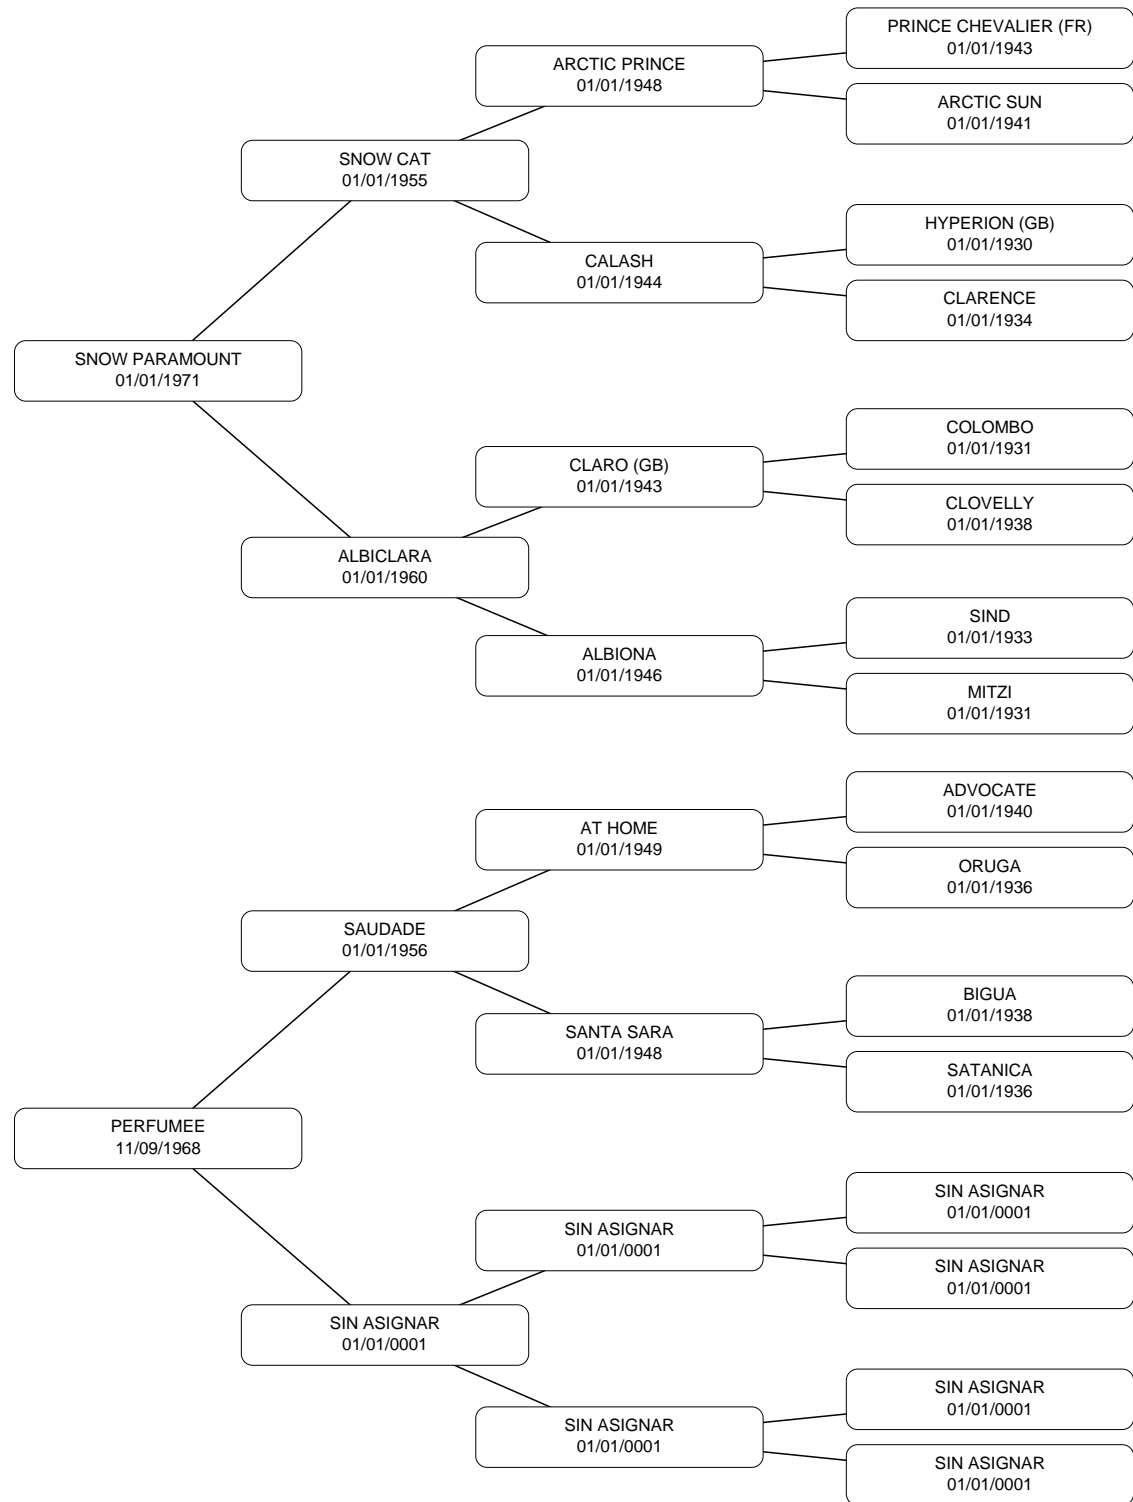 PRINCE CHEVALIER (FR)
01/01/1943
ARCTIC PRINCE
01/01/1948
ARCTIC SUN
01/01/1941
SNOW CAT
01/01/1955
HYPERION (GB)
01/01/1930
CALASH
01/01/1944
CLARENCE
01/01/1934
SNOW PARAMOUNT
01/01/1971
COLOMBO
01/01/1931
CLARO (GB)
01/01/1943
CLOVELLY
01/01/1938
ALBICLARA
01/01/1960
SIND
01/01/1933
ALBIONA
01/01/1946
MITZI
01/01/1931
ADVOCATE
01/01/1940
AT HOME
01/01/1949
ORUGA
01/01/1936
SAUDADE
01/01/1956
BIGUA
01/01/1938
SANTA SARA
01/01/1948
SATANICA
01/01/1936
PERFUMEE
11/09/1968
SIN ASIGNAR
01/01/0001
SIN ASIGNAR
01/01/0001
SIN ASIGNAR
01/01/0001
SIN ASIGNAR
01/01/0001
SIN ASIGNAR
01/01/0001
SIN ASIGNAR
01/01/0001
SIN ASIGNAR
01/01/0001